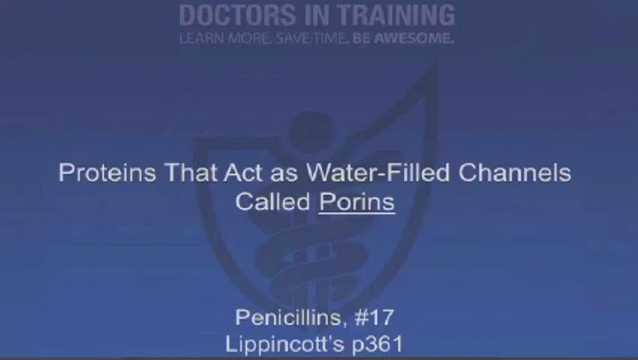 DOCTORS IN TRAINING
LEARN MORE. SAVE TIME. BE AWESOME.
Proteins That Act as Water-Filled Channels
Called Porins
Penicillins, #17
Lippincott's p361